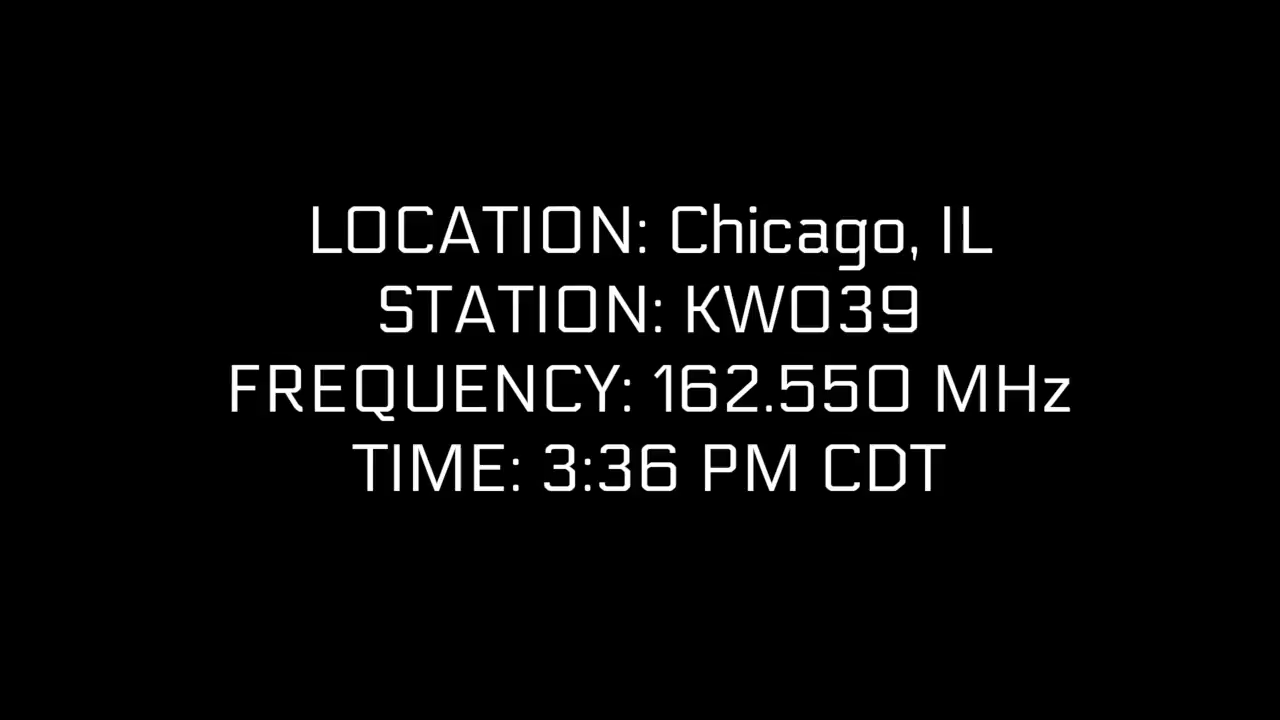 LOCATION: Chicago, IL
STATION: KWO39
FREQUENCY: 162.550 MHz
TIME: 3:36 PM CDT